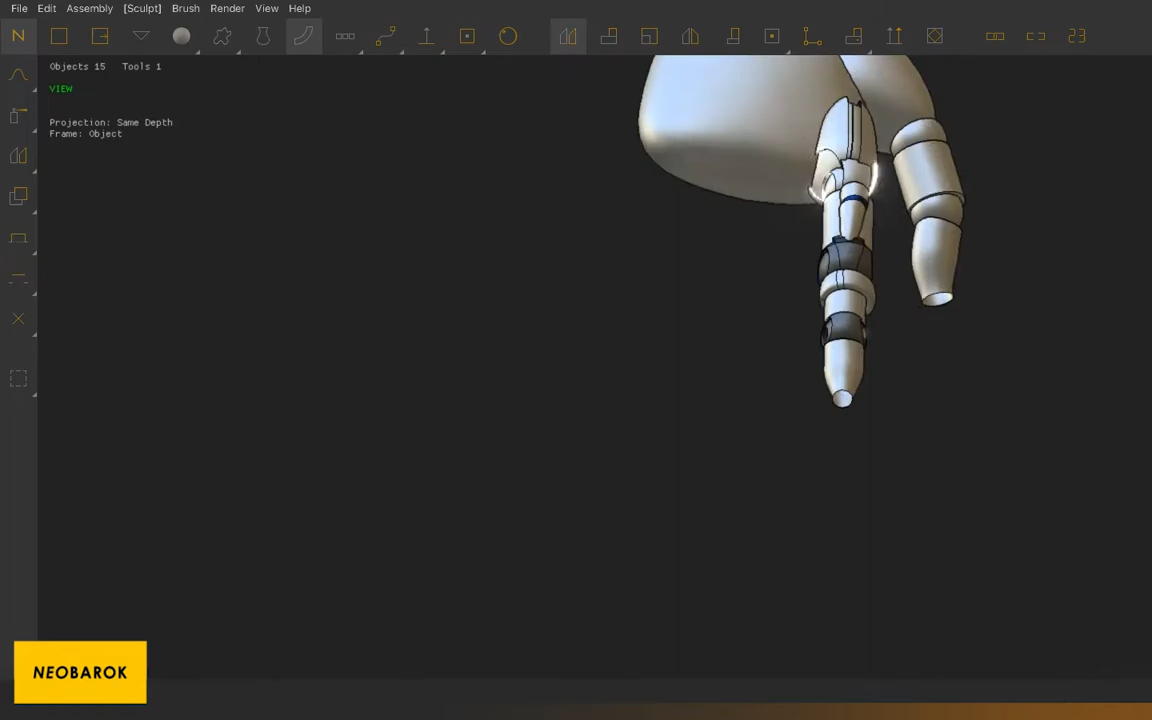 File Edit Assembly [Sculpt] Brush Render View Help
Objects 15 Tools 1
VIEW
Projection: Same Depth
Frame: Object
NEOBAROK